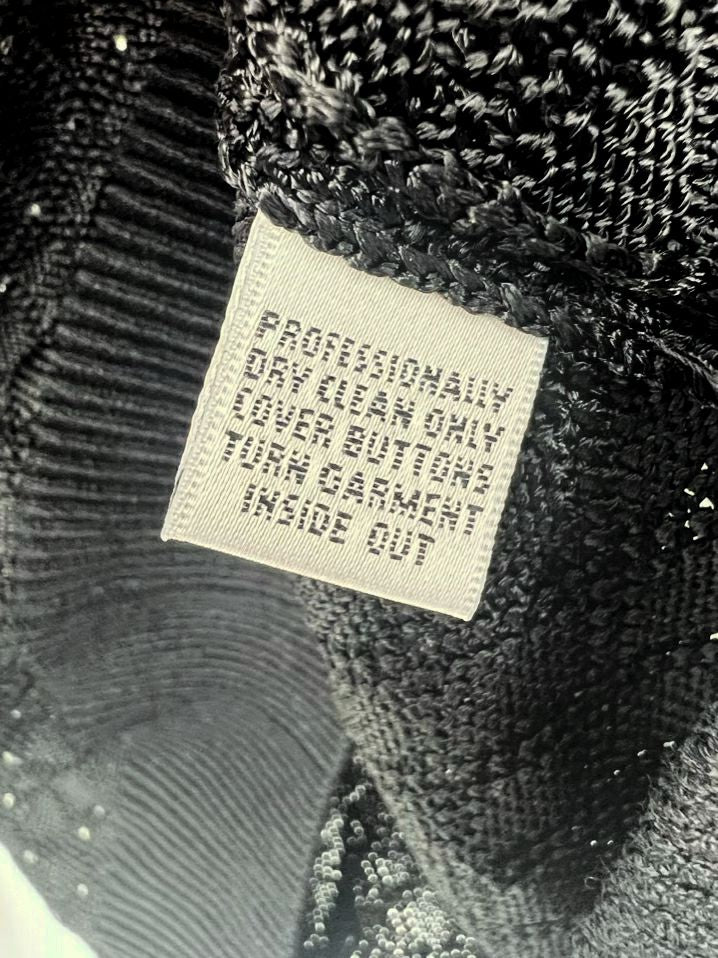 PROFESSIONALLY
DRY CLEAN ONLY
COVER BUTTONS
TURN GARMENT
INSIDE OUT